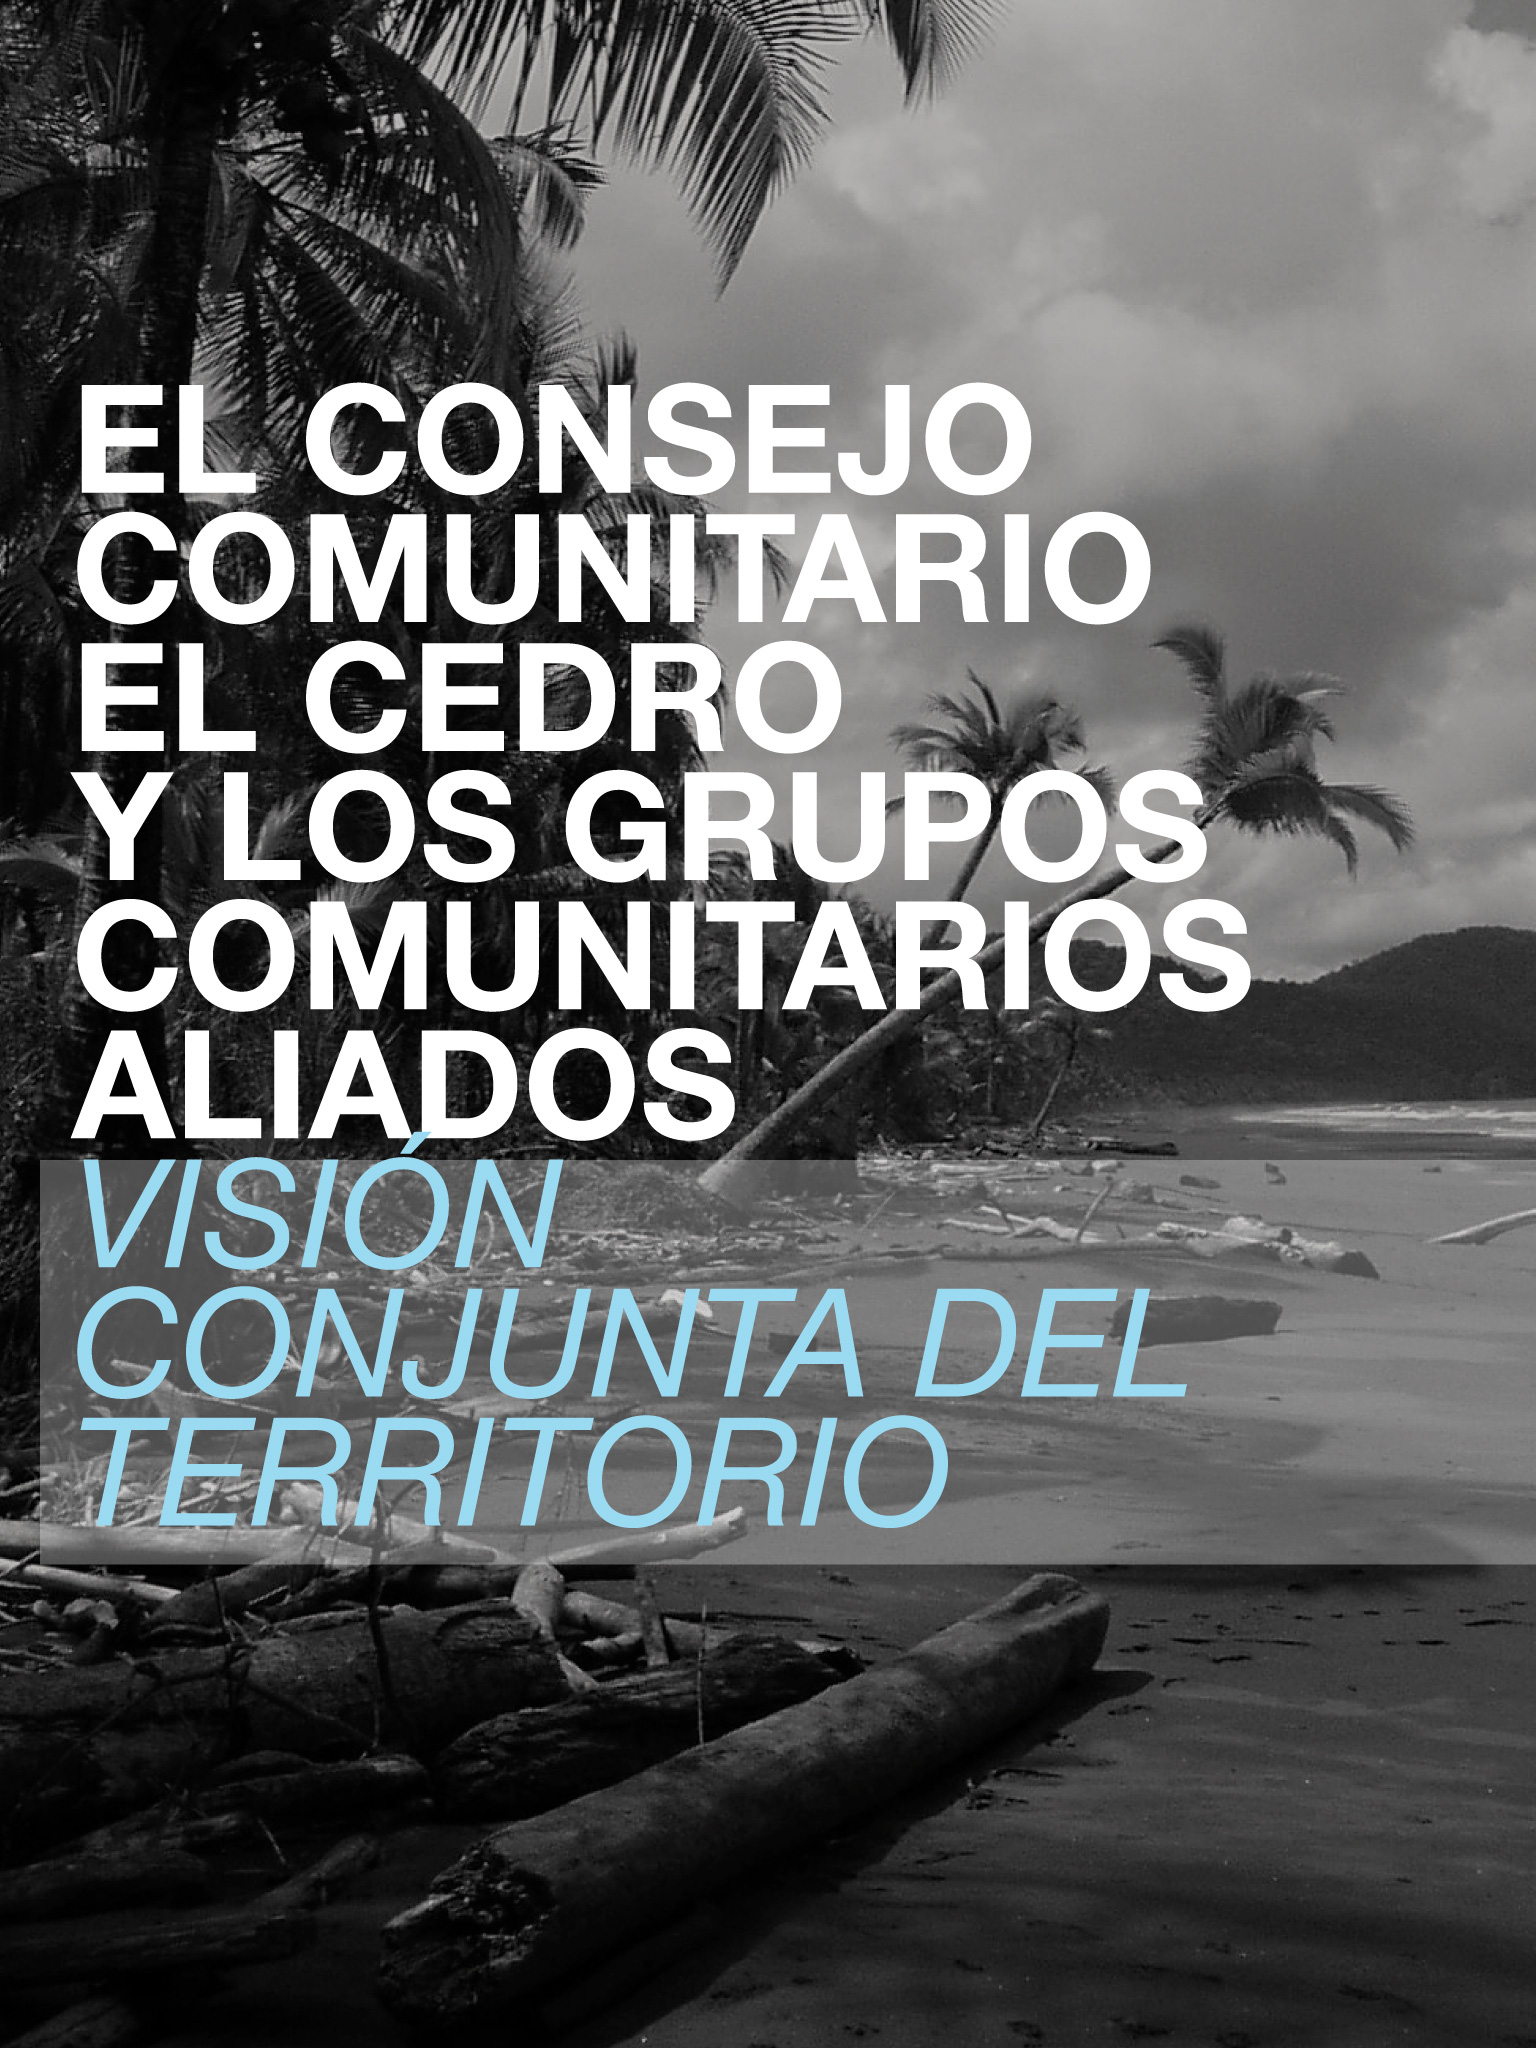 EL CONSEJO
COMUNITARIO
EL CEDRO
Y LOS GRUPOS
COMUNITARIOS
ALIADOS
VISIÓN
CONJUNTA DEL
TERRITORIO